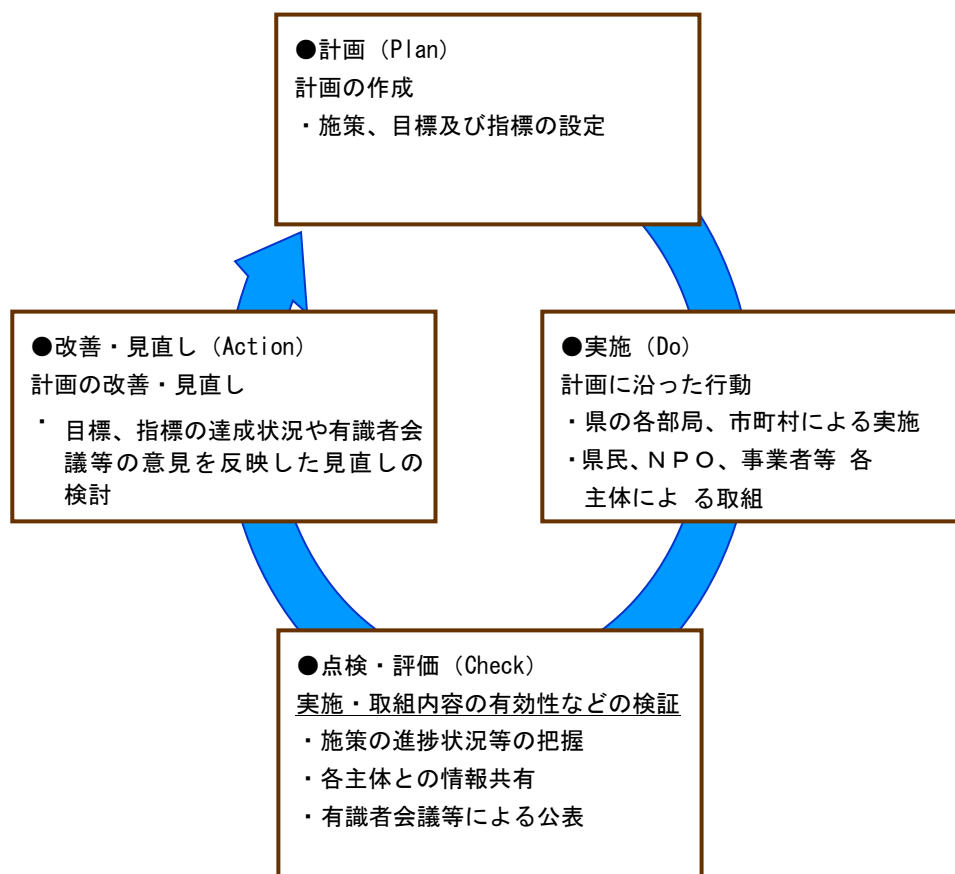 ●計画（Plan）
計画の作成
・施策、目標及び指標の設定
●改善・見直し（Action）
計画の改善・見直し
・目標、指標の達成状況や有識者会
議等の意見を反映した見直しの
検討
●実施（Do）
計画に沿った行動
・県の各部局、市町村による実施
・県民、ＮＰＯ、事業者等 各
主体によ る取組
●点検・評価（Check）
実施・取組内容の有効性などの検証
・施策の進捗状況等の把握
・各主体との情報共有
・有識者会議等による公表